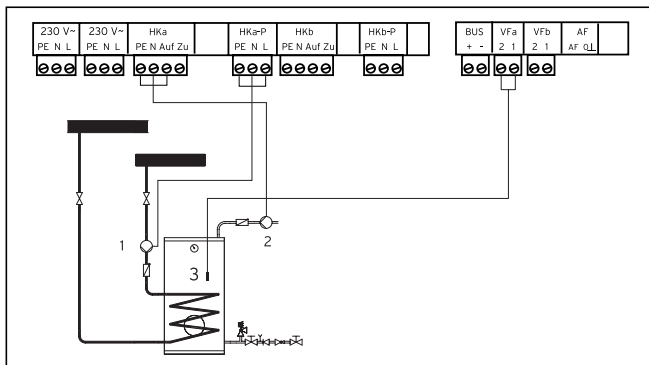 230 V~ 230 V~ HKa HKa-P HKb HKb-P BUS VFa VFb AF
PE N L PE N L PE N Auf Zu PE N L PE N Auf Zu PE N L + - 2 1 2 1 AF 0
1
2
3